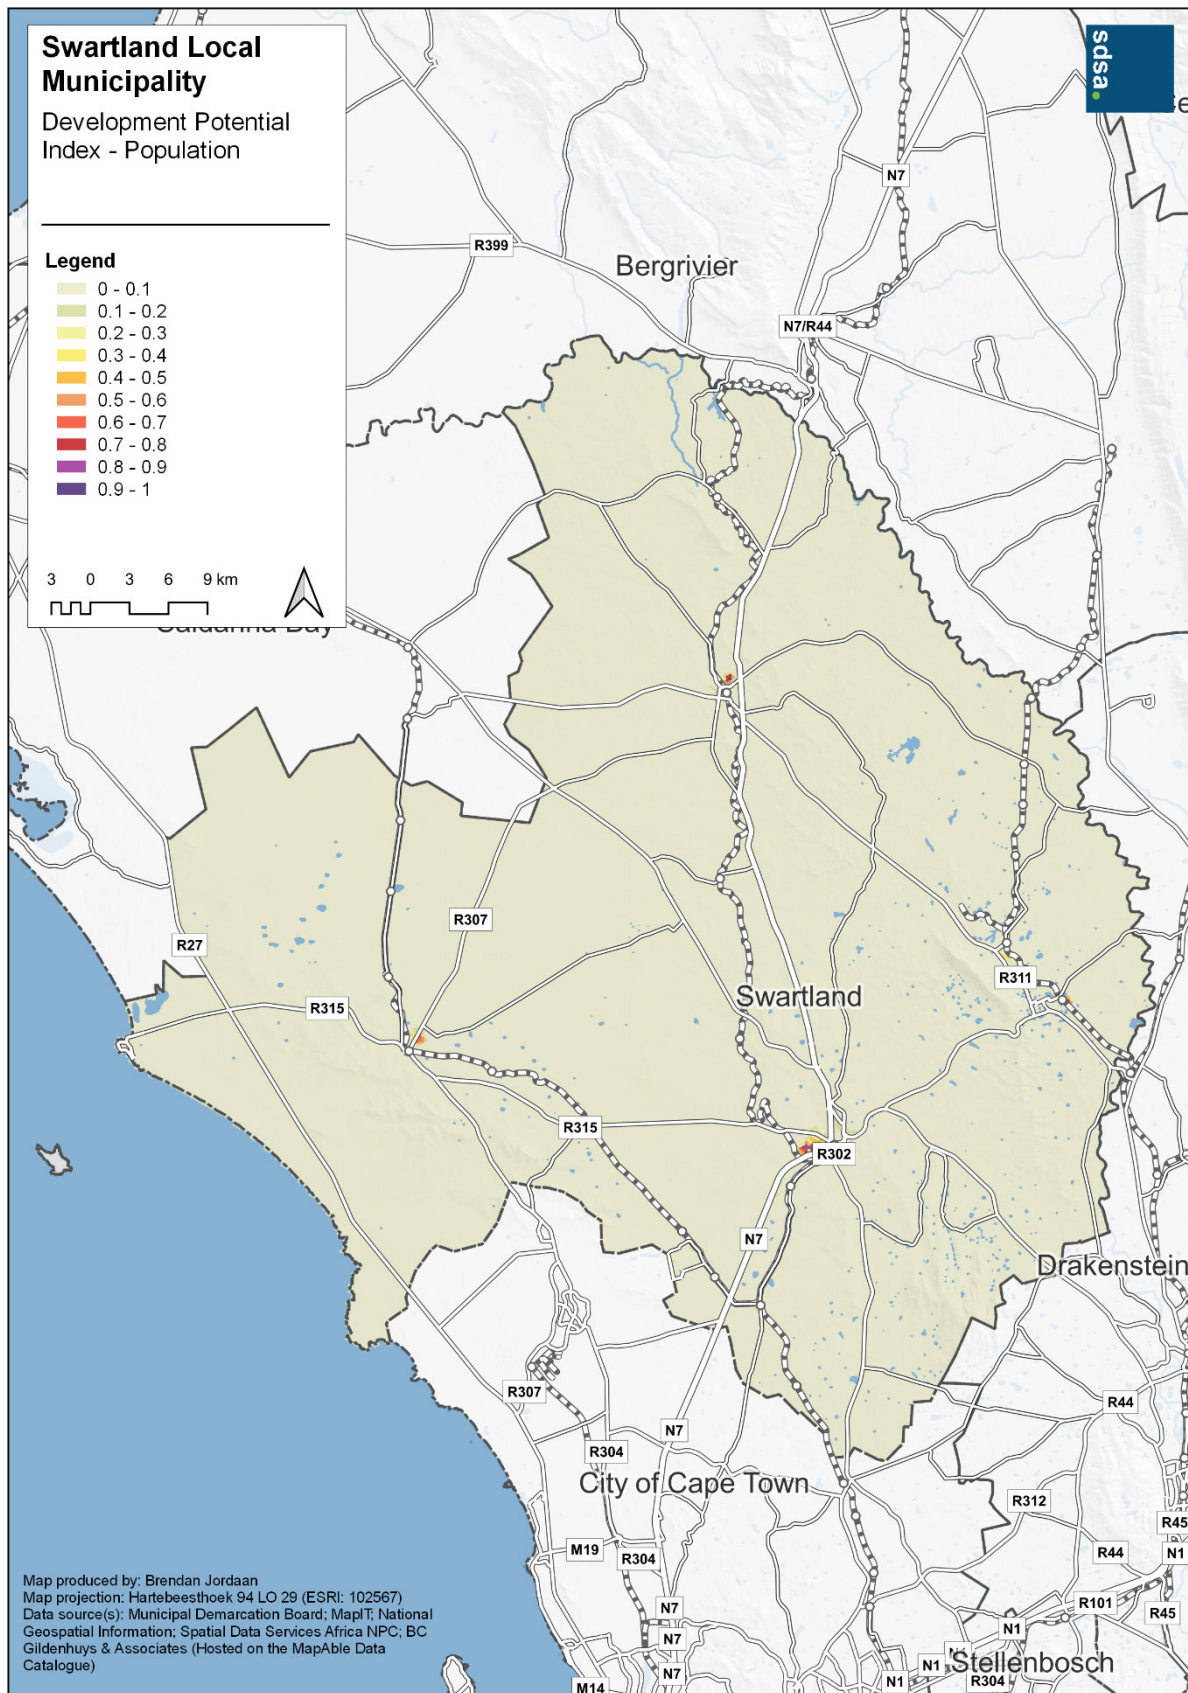 Swartland Local
Municipality
Development Potential
Index - Population
Legend
0 - 0.1
0.1 - 0.2
0.2 - 0.3
0.3 - 0.4
0.4 - 0.5
0.5 - 0.6
0.6 - 0.7
0.7 - 0.8
0.8 - 0.9
0.9 - 1
3 0 3 6 9 km
sdsa.
Ce
N7
R399
Bergrivier
N7/R44
Saldanha Bay
R307
R27
R311
Swartland
R315
R315
R302
N7
Drakenstein
R307
R44
N7
R304
City of Cape Town
R312
R45
M19
R304
R44
N1
N7
R101
R45
N7
N1
N1
N1
Stellenbosch
N7
R304
N1
M14
Map produced by: Brendan Jordaan
Map projection: Hartebeesthoek 94 LO 29 (ESRI: 102567)
Data source(s): Municipal Demarcation Board; MapIT; National
Geospatial Information; Spatial Data Services Africa NPC; BC
Gildenhuys & Associates (Hosted on the MapAble Data
Catalogue)